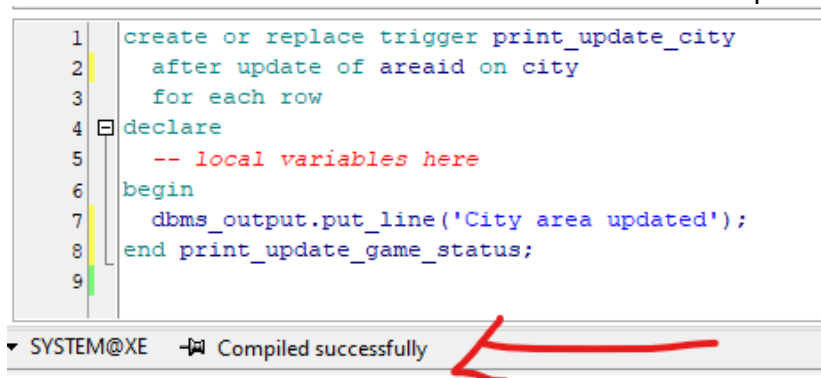 1 create or replace trigger print_update_city
2 after update of areaid on city
3 for each row
4 declare
5 -- local variables here
6 begin
7 dbms_output.put_line('City area updated');
8 end print_update_game_status;
9
SYSTEM@XE Compiled successfully